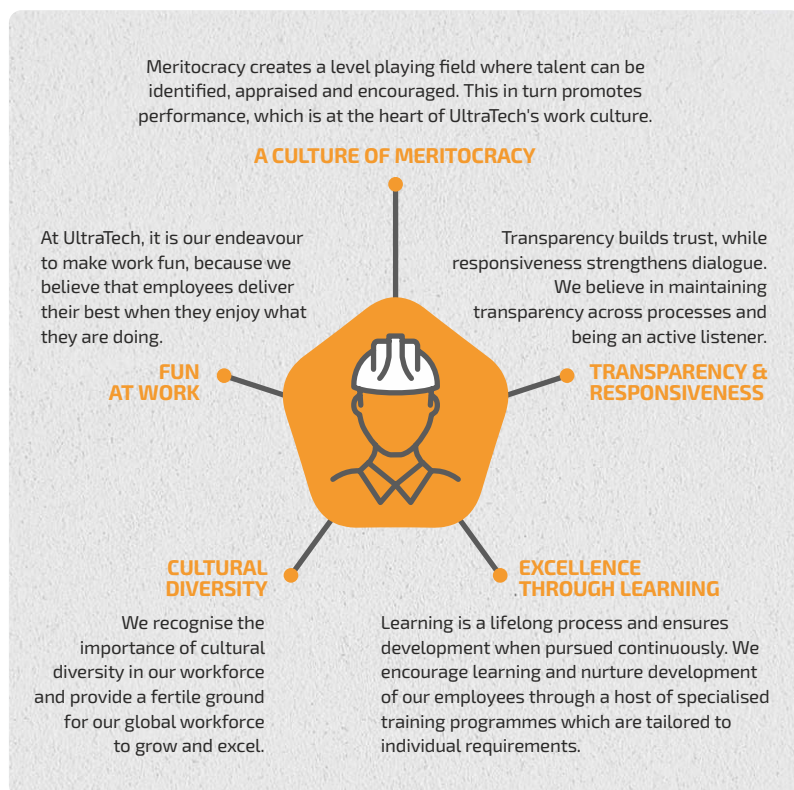 Meritocracy creates a level playing field where talent can be
identified, appraised and encouraged. This in turn promotes
performance, which is at the heart of UltraTech's work culture.
A CULTURE OF MERITOCRACY
At UltraTech, it is our endeavour
to make work fun, because we
believe that employees deliver
their best when they enjoy what
they are doing.
FUN
AT WORK
Transparency builds trust, while
responsiveness strengthens dialogue.
We believe in maintaining
transparency across processes and
being an active listener.
TRANSPARENCY &
RESPONSIVENESS
CULTURAL
DIVERSITY
We recognise the
importance of cultural
diversity in our workforce
and provide a fertile ground
for our global workforce
to grow and excel.
EXCELLENCE
THROUGH LEARNING
Learning is a lifelong process and ensures
development when pursued continuously. We
encourage learning and nurture development
of our employees through a host of specialised
training programmes which are tailored to
individual requirements.